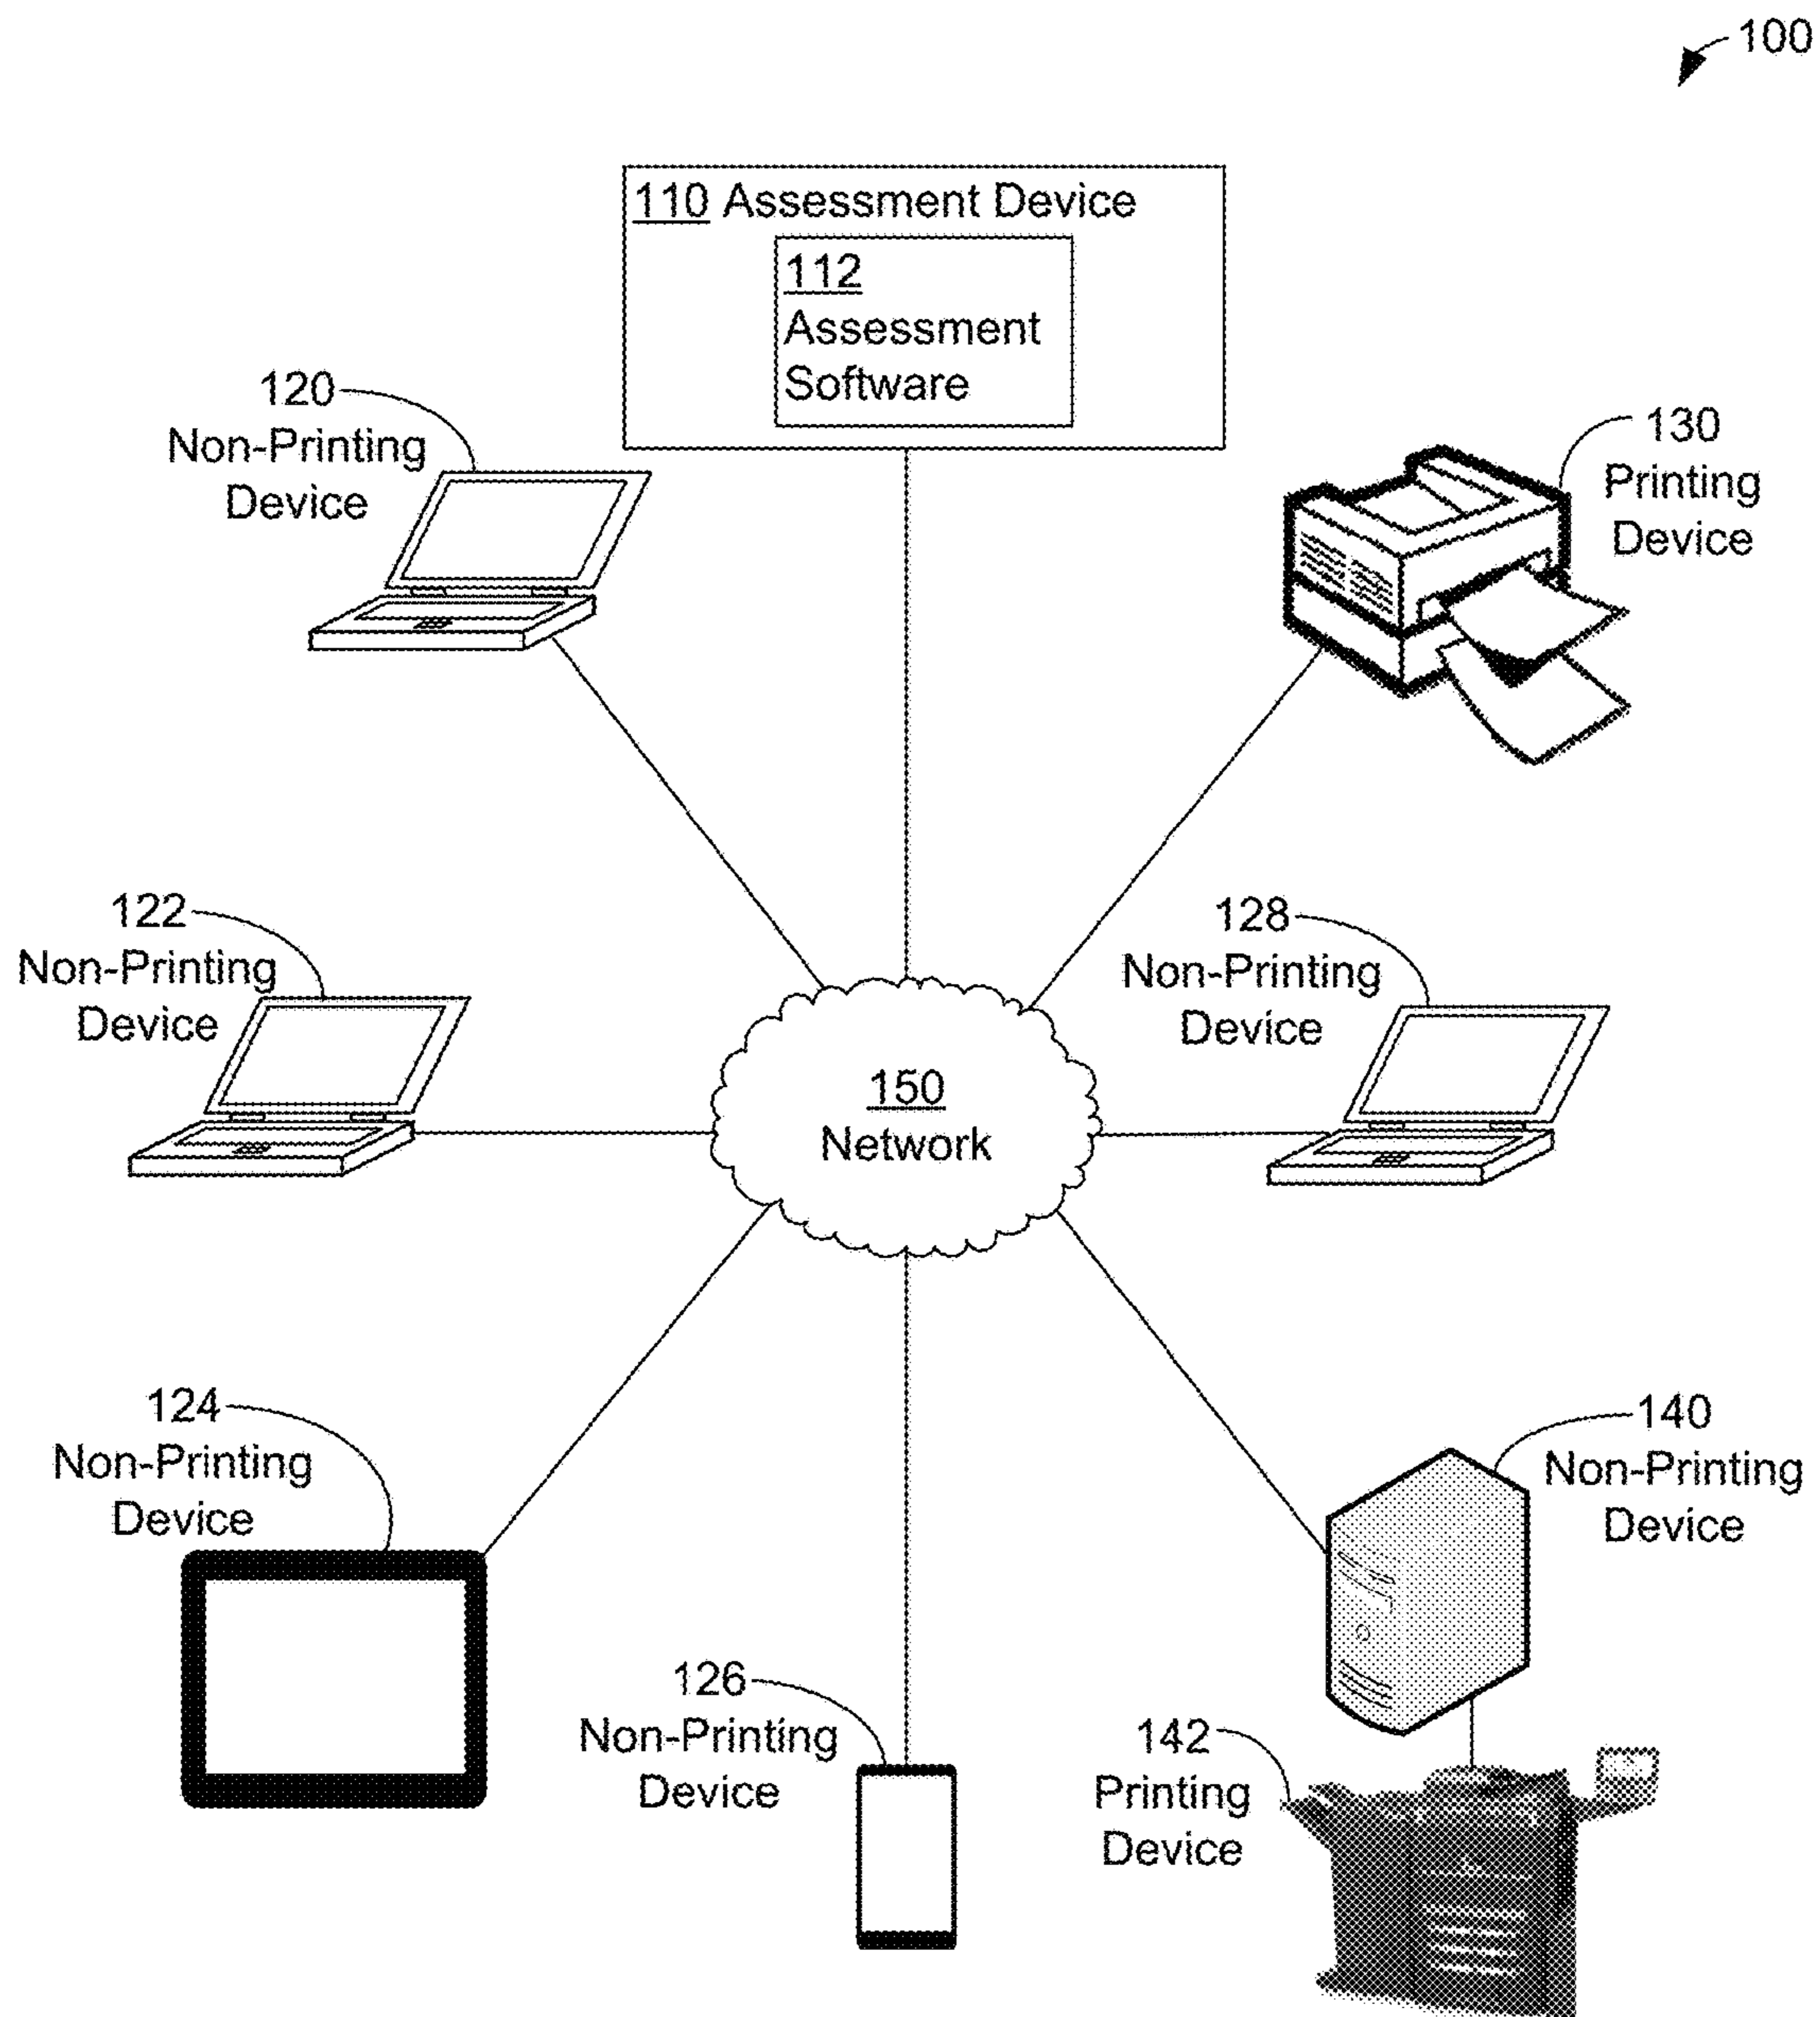 100
110 Assessment Device
112
Assessment
Software
120
Non-Printing
Device
130
Printing
Device
122
Non-Printing
Device
128
Non-Printing
Device
150
Network
124
Non-Printing
Device
140
Non-Printing
Device
126
Non-Printing
Device
142
Printing
Device